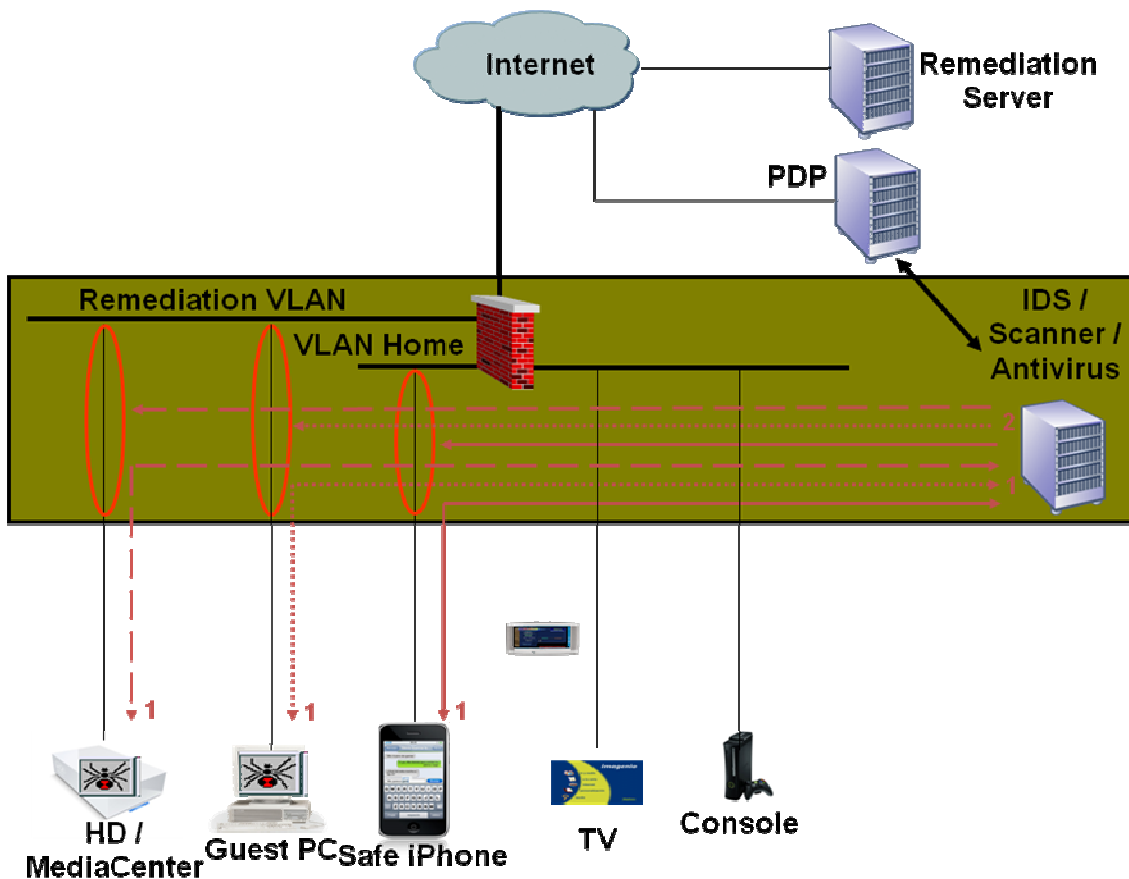 Internet
Remediation
Server
PDP
Remediation VLAN
IDS /
Scanner /
Antivirus
VLAN Home
2
1
1
1
1
imagenio
HD /
MediaCenter
Guest PC
Safe iPhone
TV
Console